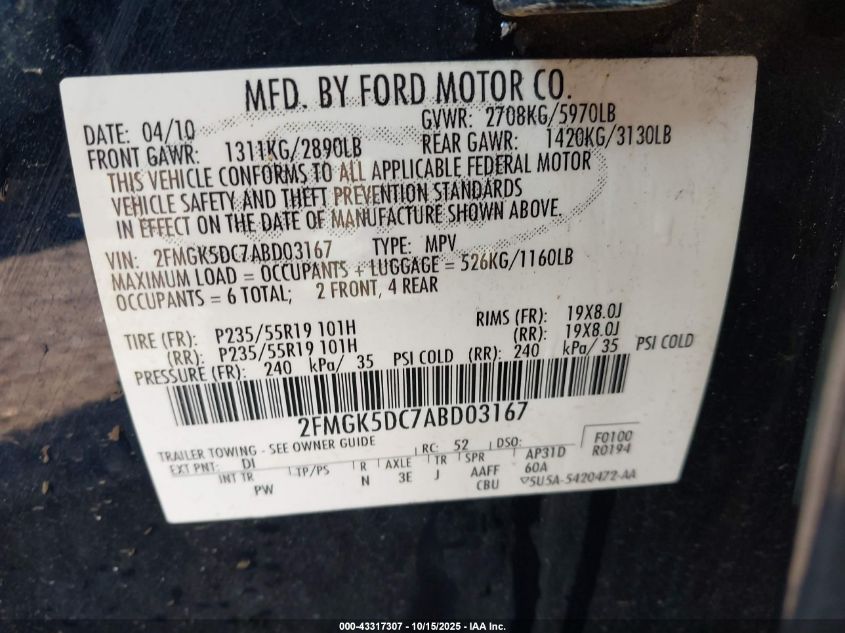 MFD. BY FORD MOTOR CO.
DATE: 04/10 GVWR: 2708KG/5970LB
FRONT GAWR: 1311KG/2890LB REAR GAWR: 1420KG/3130LB
THIS VEHICLE CONFORMS TO ALL APPLICABLE FEDERAL MOTOR
VEHICLE SAFETY AND THEFT PREVENTION STANDARDS
IN EFFECT ON THE DATE OF MANUFACTURE SHOWN ABOVE.
VIN: 2FMGK5DC7ABD03167 TYPE: MPV
MAXIMUM LOAD = OCCUPANTS + LUGGAGE = 526KG/1160LB
OCCUPANTS = 6 TOTAL; 2 FRONT, 4 REAR
TIRE (FR): P235/55R19 101H RIMS (FR): 19X8.0J
(RR): P235/55R19 101H (RR): 19X8.0J
PRESSURE (FR): 240 kPa/ 35 PSI COLD (RR): 240 kPa/ 35 PSI COLD
2FMGK5DC7ABD03167
TRAILER TOWING - SEE OWNER GUIDE RC: 52 DSO: F0100
EXT PNT: DI AP31D R0194
INT TR TP/PS R AXLE TR SPR 60A
PW N 3E J AAFF
CBU 5U5A-5420472-AA
000-43317307 - 10/15/2025 - IAA Inc.